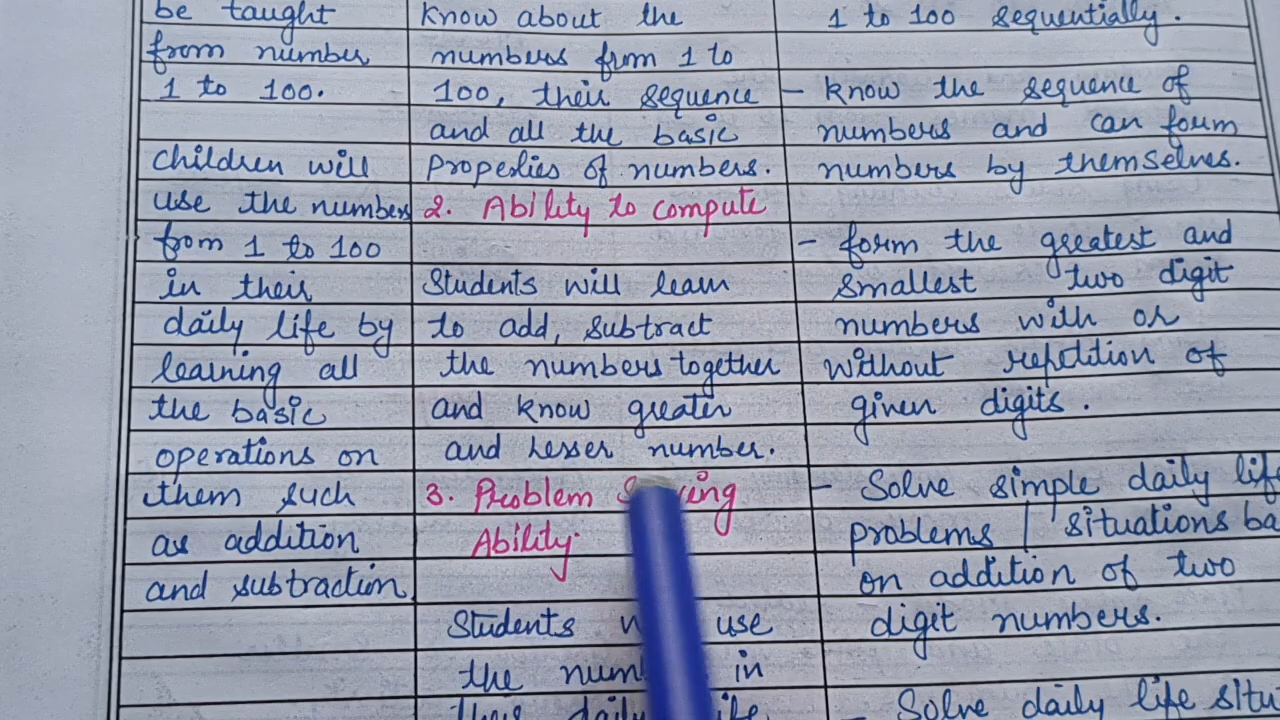 be taught
from number
1 to 100.
children will
use the numbers
from 1 to 100
in their
daily life by
learning all
the basic
operations on
them such
as addition
and subtraction
Know about the
numbers from 1 to
100, their sequence
and all the basic
Propeties of numbers.
2. Ability to compute
Students will learn
to add, subtract
the numbers together
and know greater
and Lesser number.
3. Problem
Ability.
Students use
the in
their daily
1 to 100 sequentially.
- know the sequence of
numbers and can form
numbers by themselves.
- form the greatest and
smallest two digit
numbers with or
without repetition of
given digits.
- Solve simple daily
problems / situations
on addition of two
digit numbers.
- Solve daily life